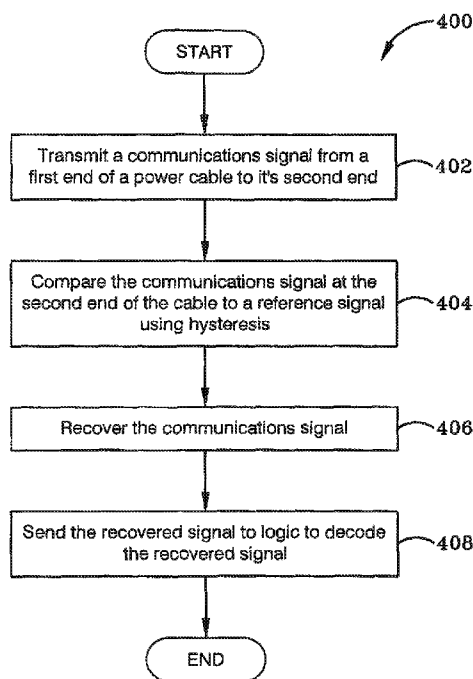 400
START
Transmit a communications signal from a
first end of a power cable to it's second end
402
Compare the communications signal at the
second end of the cable to a reference signal
using hysteresis
404
Recover the communications signal
406
Send the recovered signal to logic to decode
the recovered signal
408
END